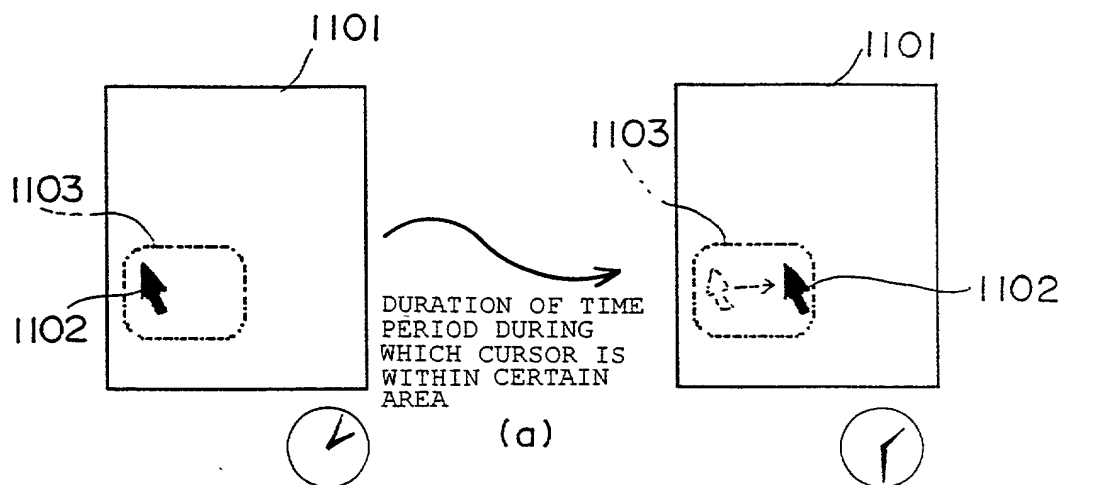 1101
1101
1103
1103
1102
1102
DURATION OF TIME
PERIOD DURING
WHICH CURSOR IS
WITHIN CERTAIN
AREA
(a)